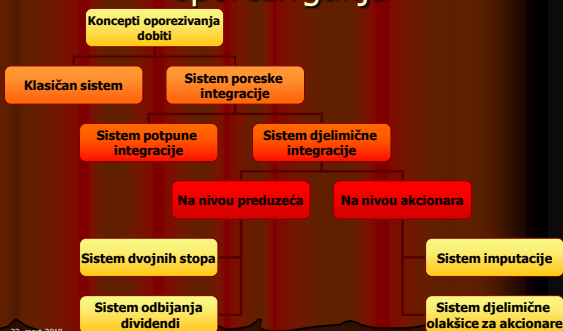 Koncepti oporezivanja
dobiti
Klasičan sistem
Sistem poreske
integracije
Sistem potpune
integracije
Sistem djelimične
integracije
Na nivou preduzeća
Na nivou akcionara
Sistem dvojnih stopa
Sistem imputacije
Sistem odbijanja
dividendi
Sistem djelimične
olakšice za akcionare